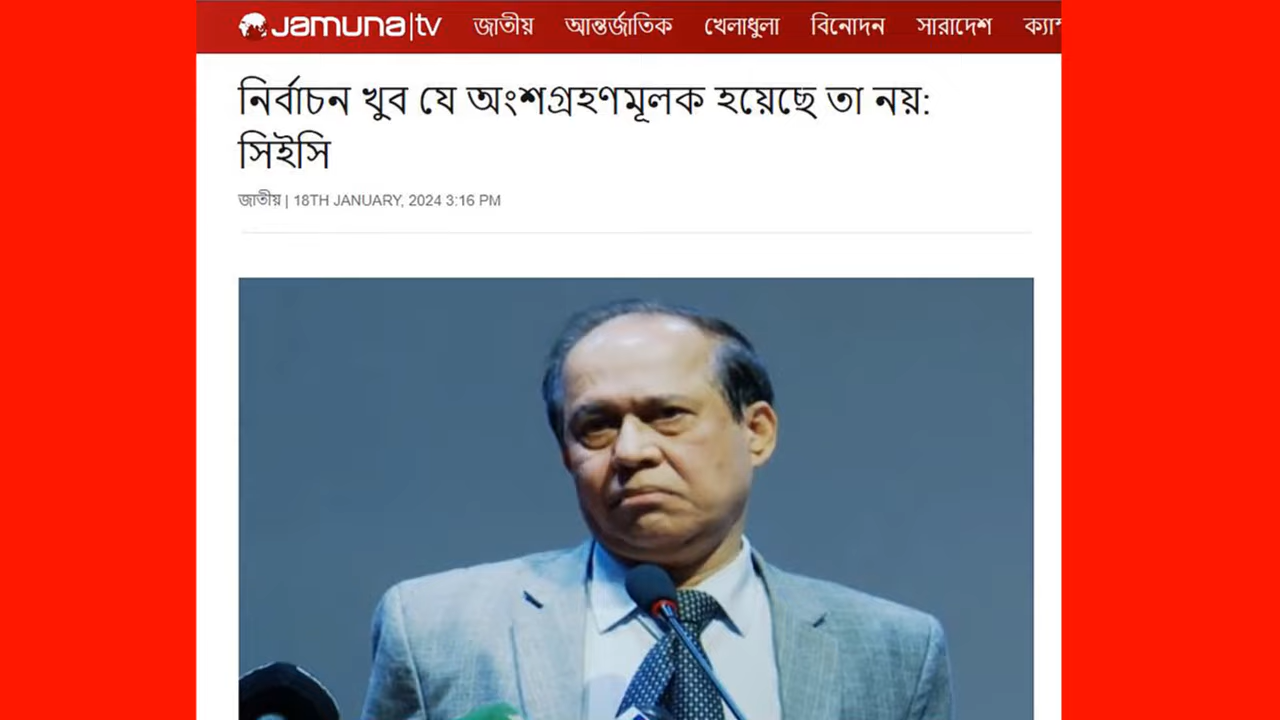 Jamuna|tv জাতীয় আন্তর্জাতিক খেলাধুলা বিনোদন সারাদেশ
নির্বাচন খুব যে অংশগ্রহণমূলক হয়েছে তা নয়:
সিইসি
জাতীয় | 18TH JANUARY, 2024 3:16 PM